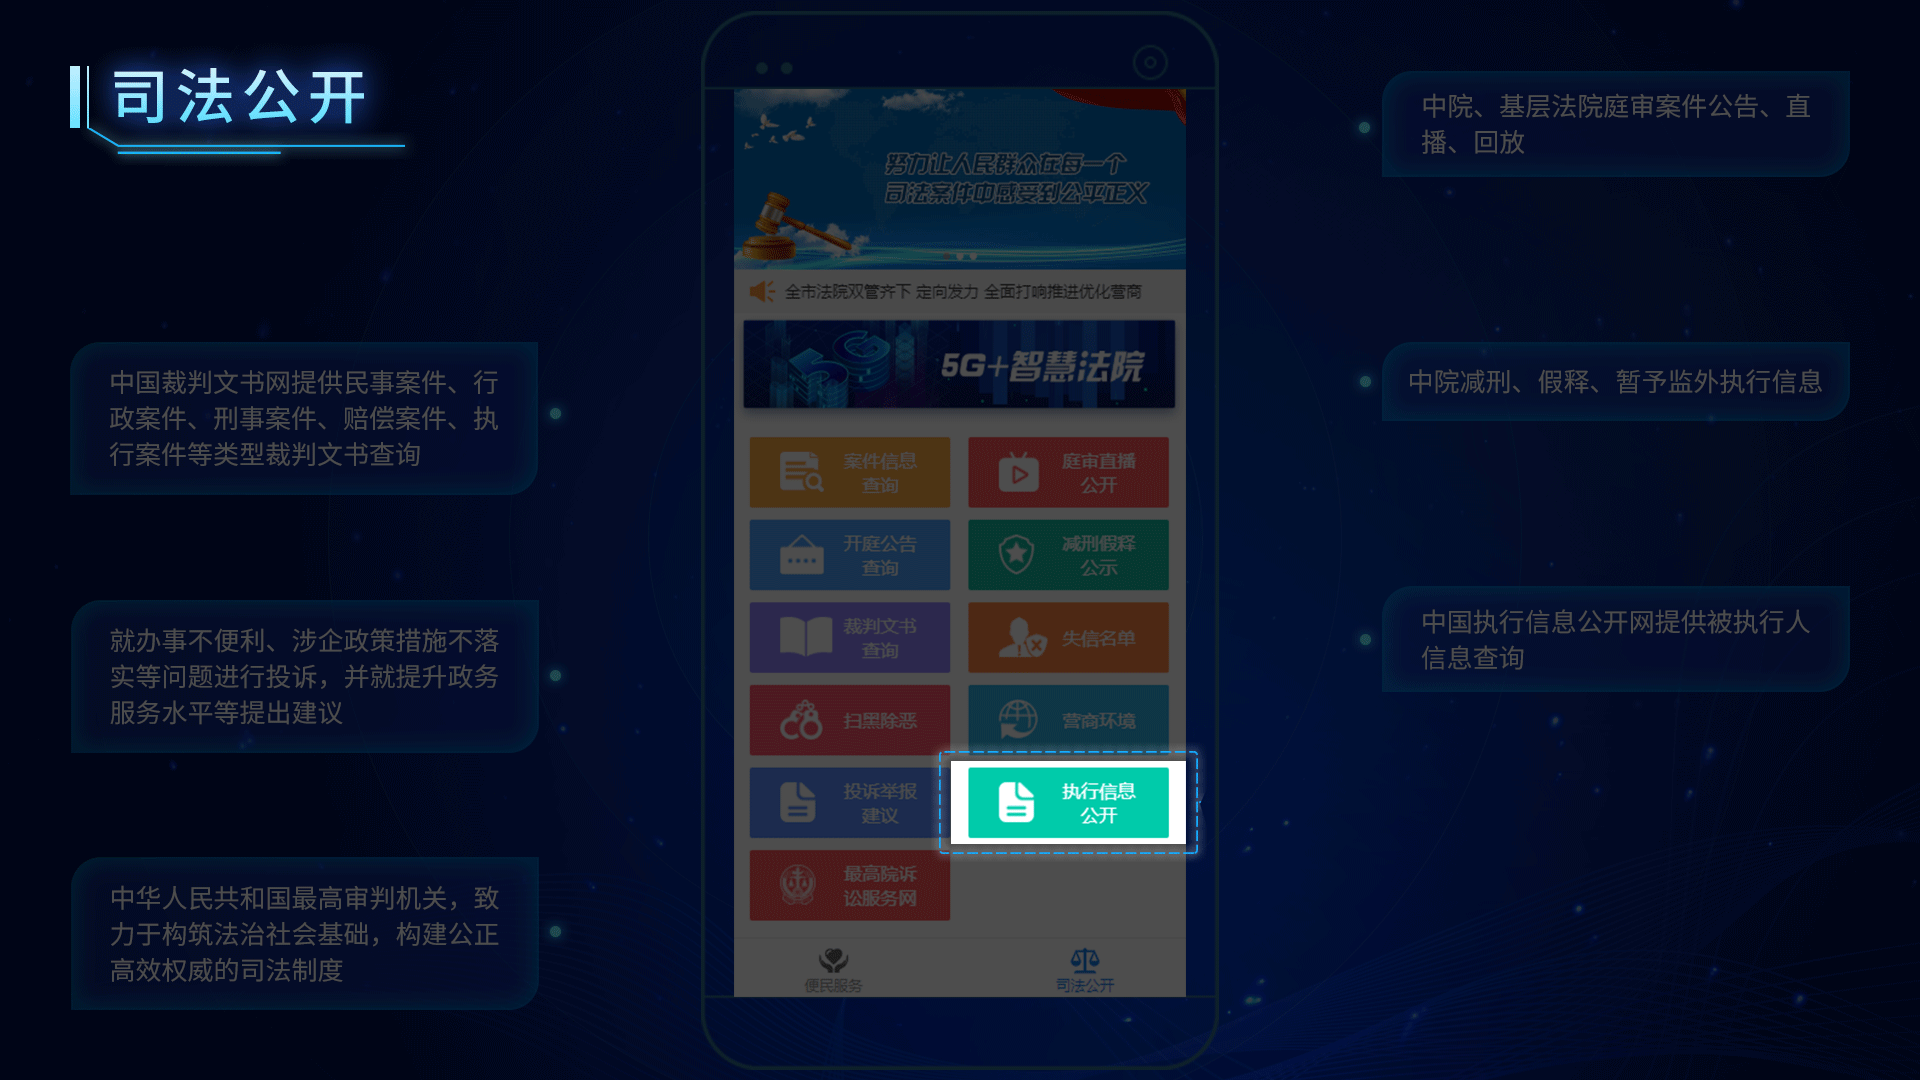 司法公开
中国裁判文书网提供民事案件、行
政案件、刑事案件、赔偿案件、执
行案件等类型裁判文书查询
就办事不便利、涉企政策措施不落
实等问题进行投诉，并就提升政务
服务水平等提出建议
中华人民共和国最高审判机关，致
力于构筑法治社会基础，构建公正
高效权威的司法制度
努力让人民群众在每一个
司法案件中感受到公平正义
全市法院双管齐下 定向发力 全面打响推进优化营商
5G+智慧法院
案件信息
查询
庭审直播
公开
开庭公告
查询
减刑假释
公示
裁判文书
查询
失信名单
扫黑除恶
营商环境
投诉举报
建议
执行信息
公开
最高院诉
讼服务网
便民服务
司法公开
中院、基层法院庭审案件公告、直
播、回放
中院减刑、假释、暂予监外执行信息
中国执行信息公开网提供被执行人
信息查询